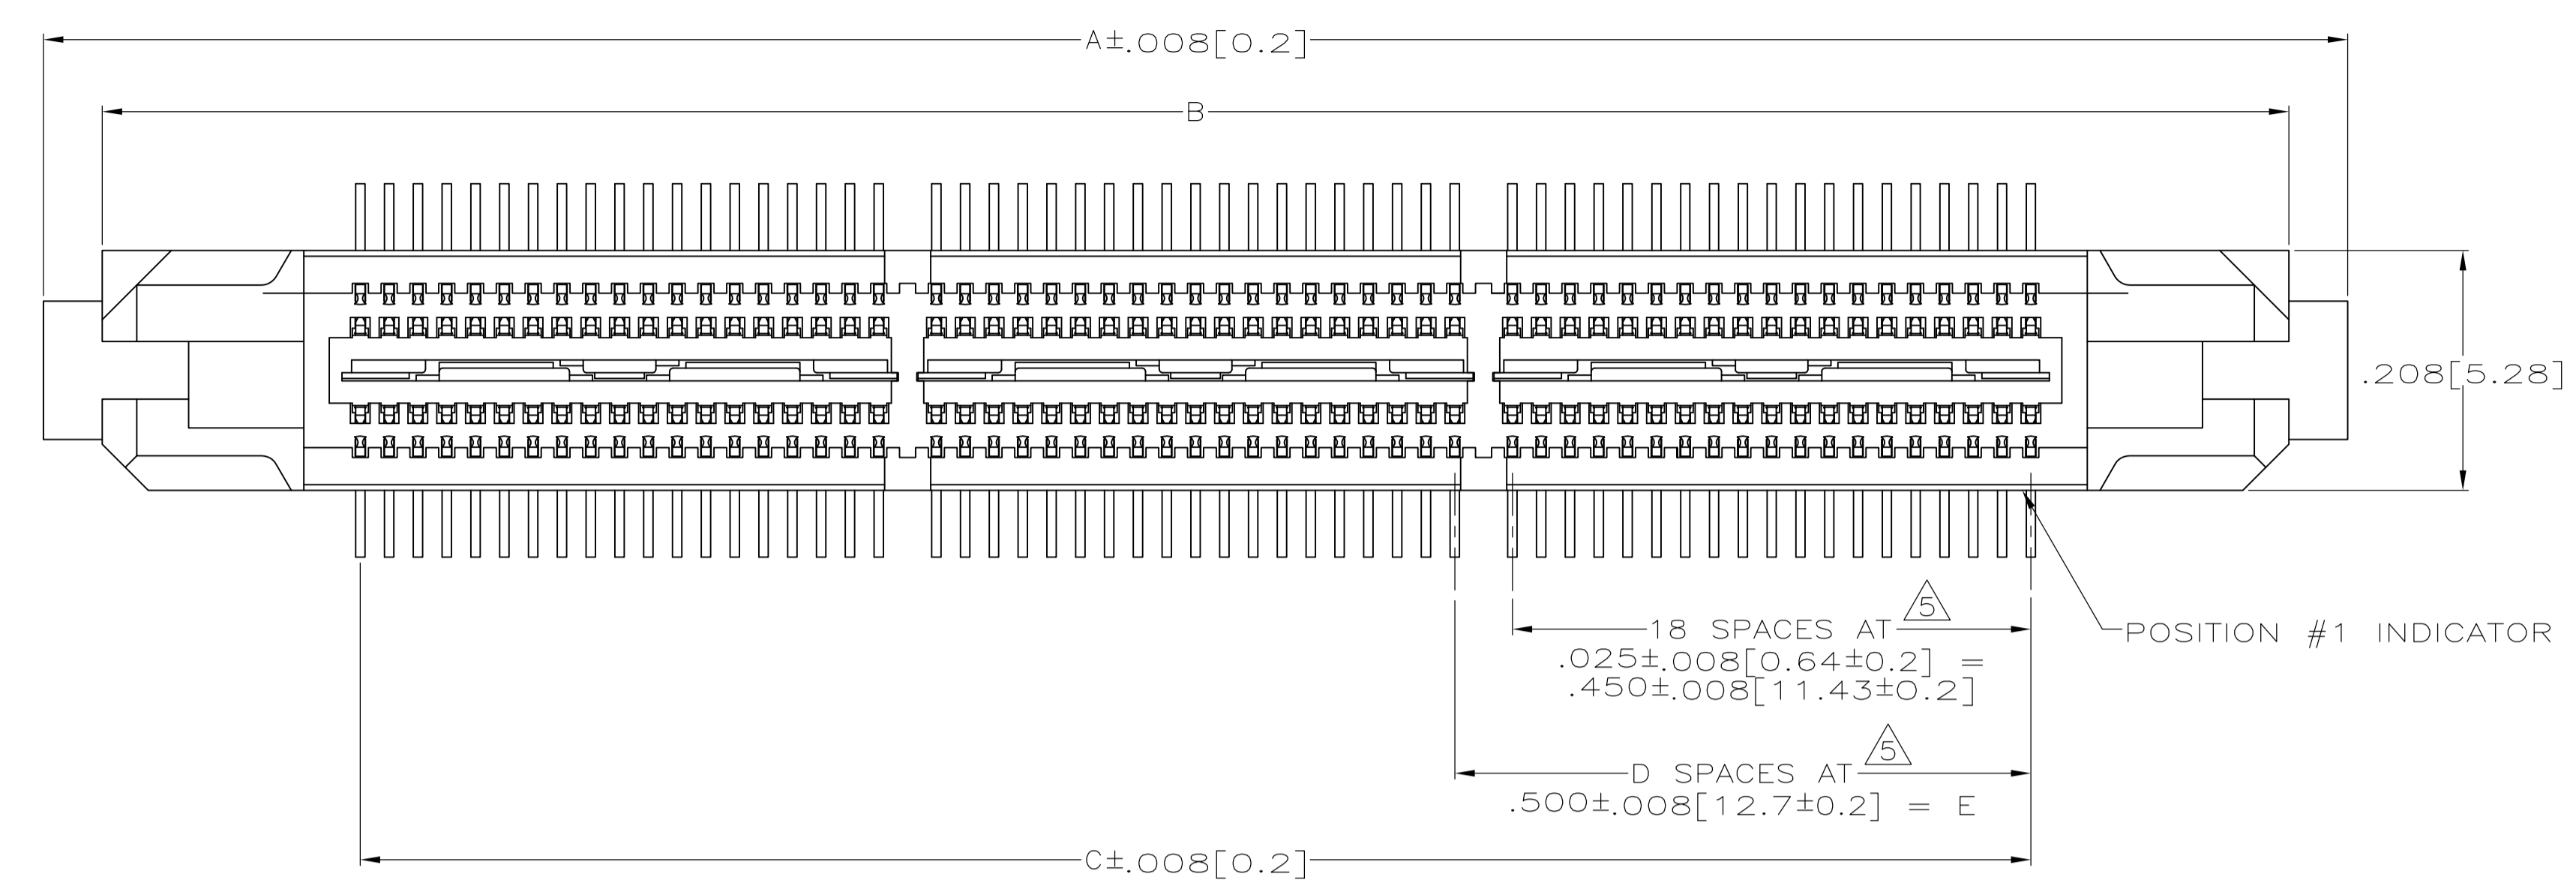 A±.008[0.2]
B
.208[5.28]
5
18 SPACES AT
.025±.008[0.64±0.2] =
.450±.008[11.43±0.2]
POSITION #1 INDICATOR
5
D SPACES AT
.500±.008[12.7±0.2] = E
C±.008[0.2]